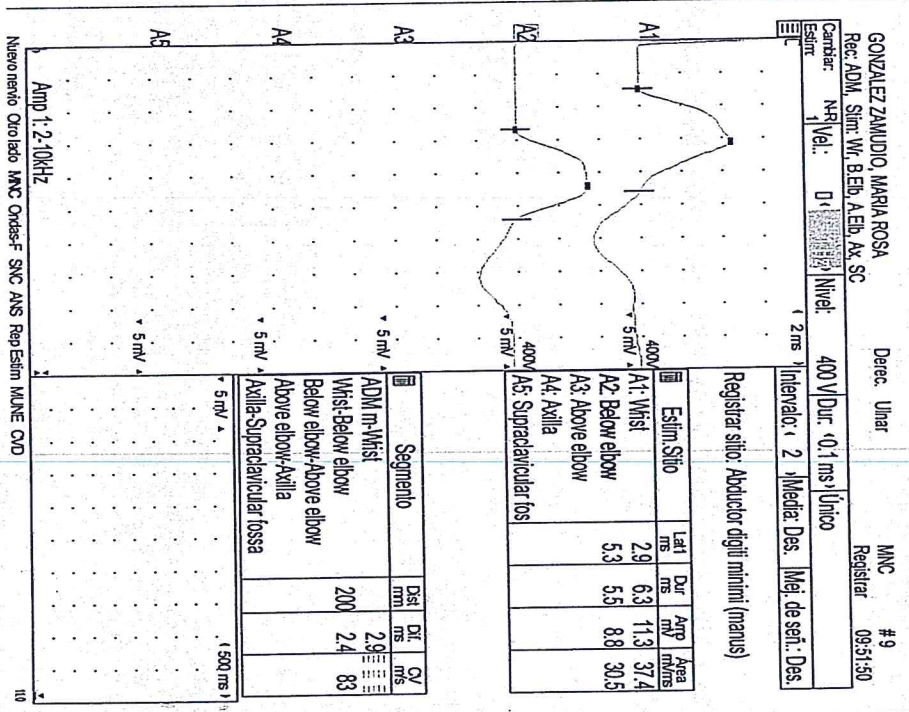 GONZALEZ ZAMUDIO, MARIA ROSA Derec. Ulnar MNC # 9
Rec: ADM, Stim: Wr, B.Elb, A.Elb, Ax, SC Registrar 09:51:50
Cambiar: N-R Vel.: Nivel: 400 V Dur: 0.1 ms Único
Estim: 1
2 ms Intervalo: 2 Media: Des. Mej. de señ.: Des.
Registrar sitio: Abductor digiti minimi (manus)
A1
400V
5 mV
A2
400V
5 mV
A3
5 mV
A4
5 mV
A5
5 mV
Amp 1: 2-10kHz
Estim.Sitio Lat1 ms Dur ms Amp mV Área mVms
A1: Wrist 2.9 6.3 11.3 37.4
A2: Below elbow 5.3 5.5 8.8 30.5
A3: Above elbow
A4: Axilla
A5: Supraclavicular fos
Segmento Dist mm Dif. ms CV m/s
ADM m-Wrist 2.9
Wrist-Below elbow 200 2.4 83
Below elbow-Above elbow
Above elbow-Axilla
Axilla-Supraclavicular fossa
5 mV 500 ms
Nuevo nervio Otro lado MNC Ondas-F SNC ANS Rep Estim MUNE CVD 110